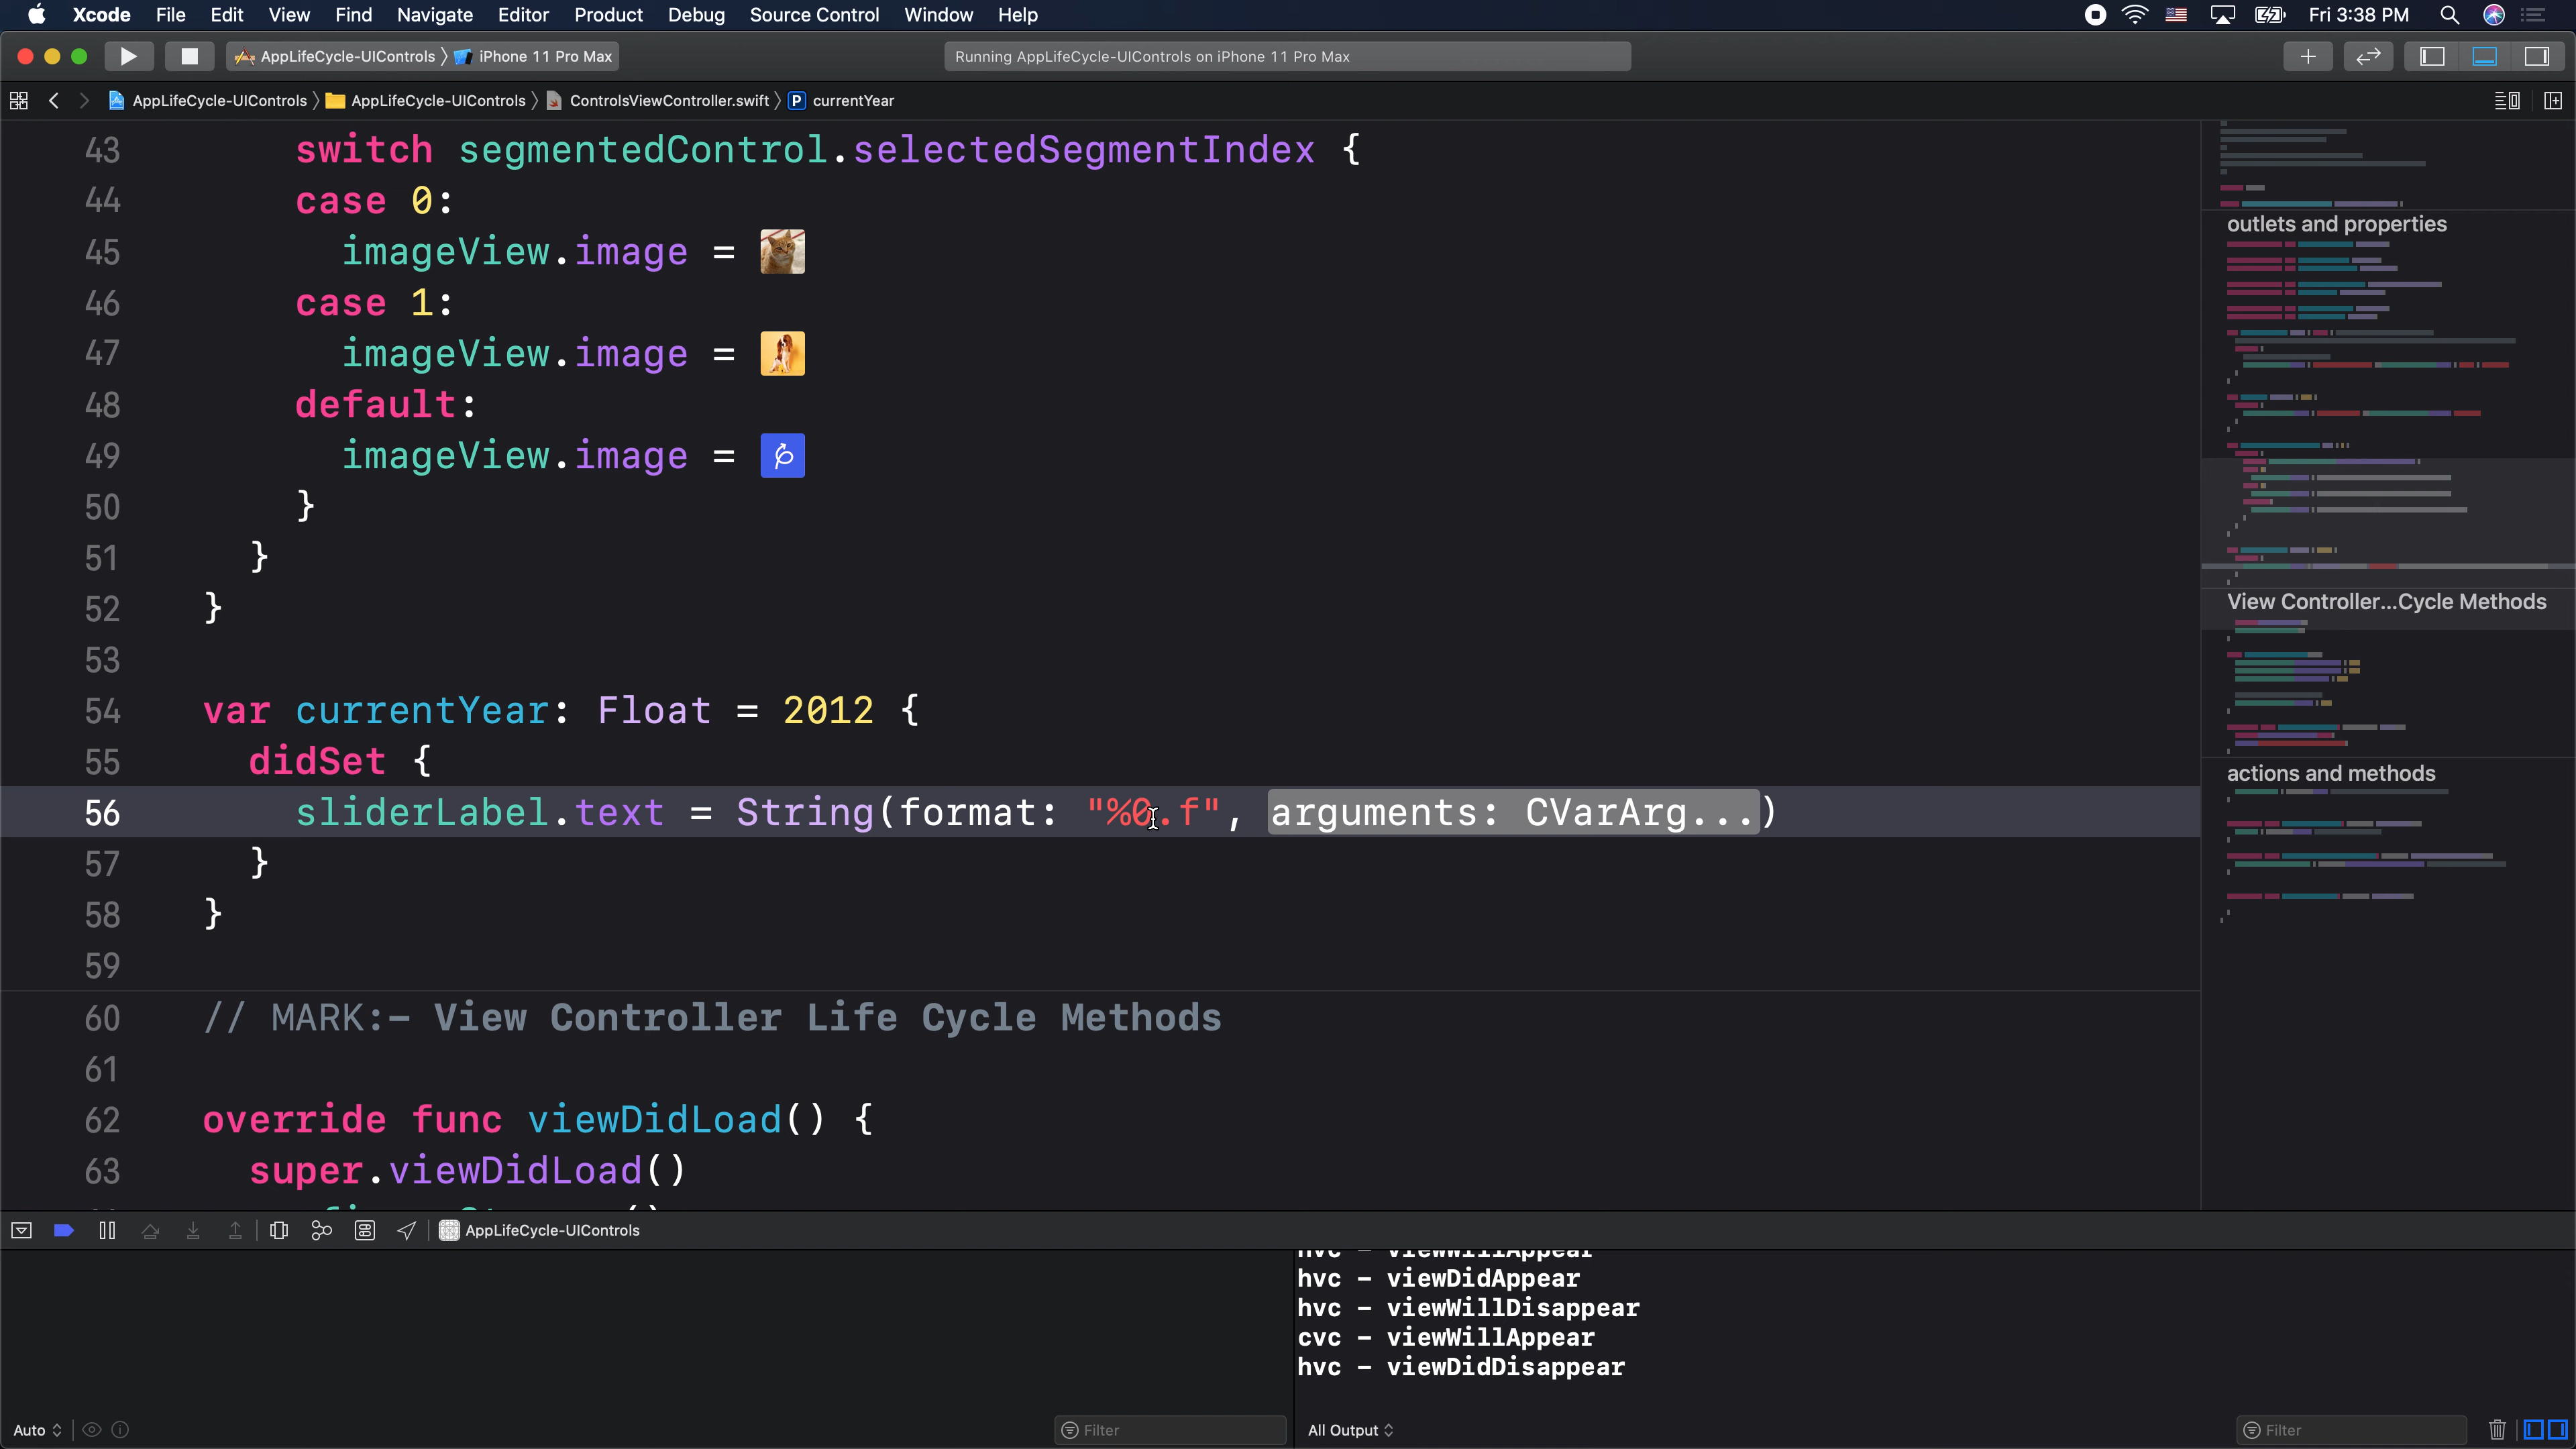 Xcode File Edit View Find Navigate Editor Product Debug Source Control Window Help Fri 3:38 PM
AppLifeCycle-UIControls iPhone 11 Pro Max Running AppLifeCycle-UIControls on iPhone 11 Pro Max
AppLifeCycle-UIControls AppLifeCycle-UIControls ControlsViewController.swift P currentYear
43 switch segmentedControl.selectedSegmentIndex {
44 case 0:
45 imageView.image =
46 case 1:
47 imageView.image =
48 default:
49 imageView.image =
50 }
51 }
52 }
53
54 var currentYear: Float = 2012 {
55 didSet {
56 sliderLabel.text = String(format: "%0.f", arguments: CVarArg...)
57 }
58 }
59
60 // MARK:- View Controller Life Cycle Methods
61
62 override func viewDidLoad() {
63 super.viewDidLoad()
outlets and properties
View Controller...Cycle Methods
actions and methods
AppLifeCycle-UIControls
hvc - viewWillAppear
hvc - viewDidAppear
hvc - viewWillDisappear
cvc - viewWillAppear
hvc - viewDidDisappear
Auto Filter All Output Filter